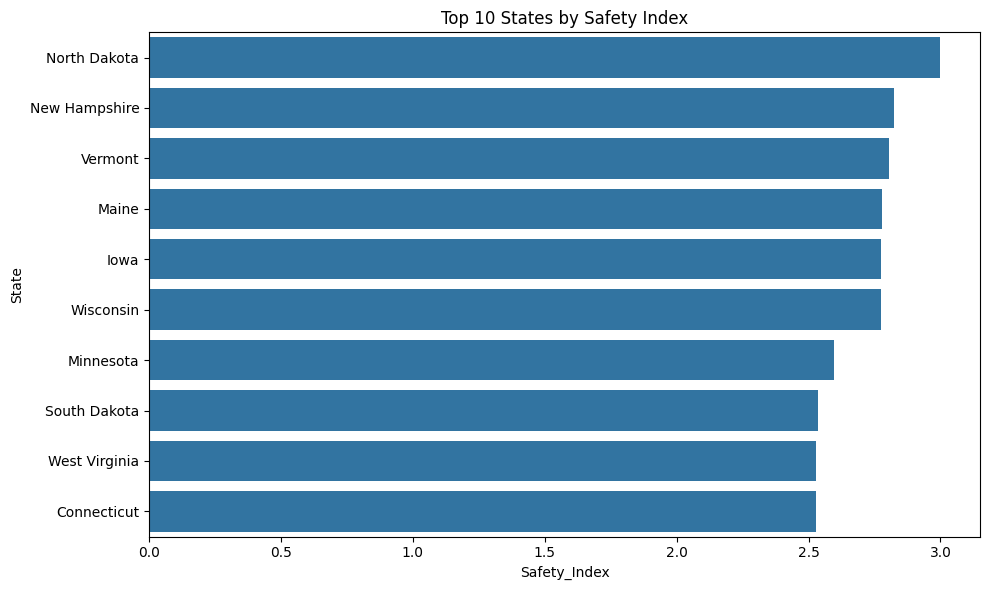 Top 10 States by Safety Index
State
North Dakota
New Hampshire
Vermont
Maine
Iowa
Wisconsin
Minnesota
South Dakota
West Virginia
Connecticut
0.0 0.5 1.0 1.5 2.0 2.5 3.0
Safety_Index